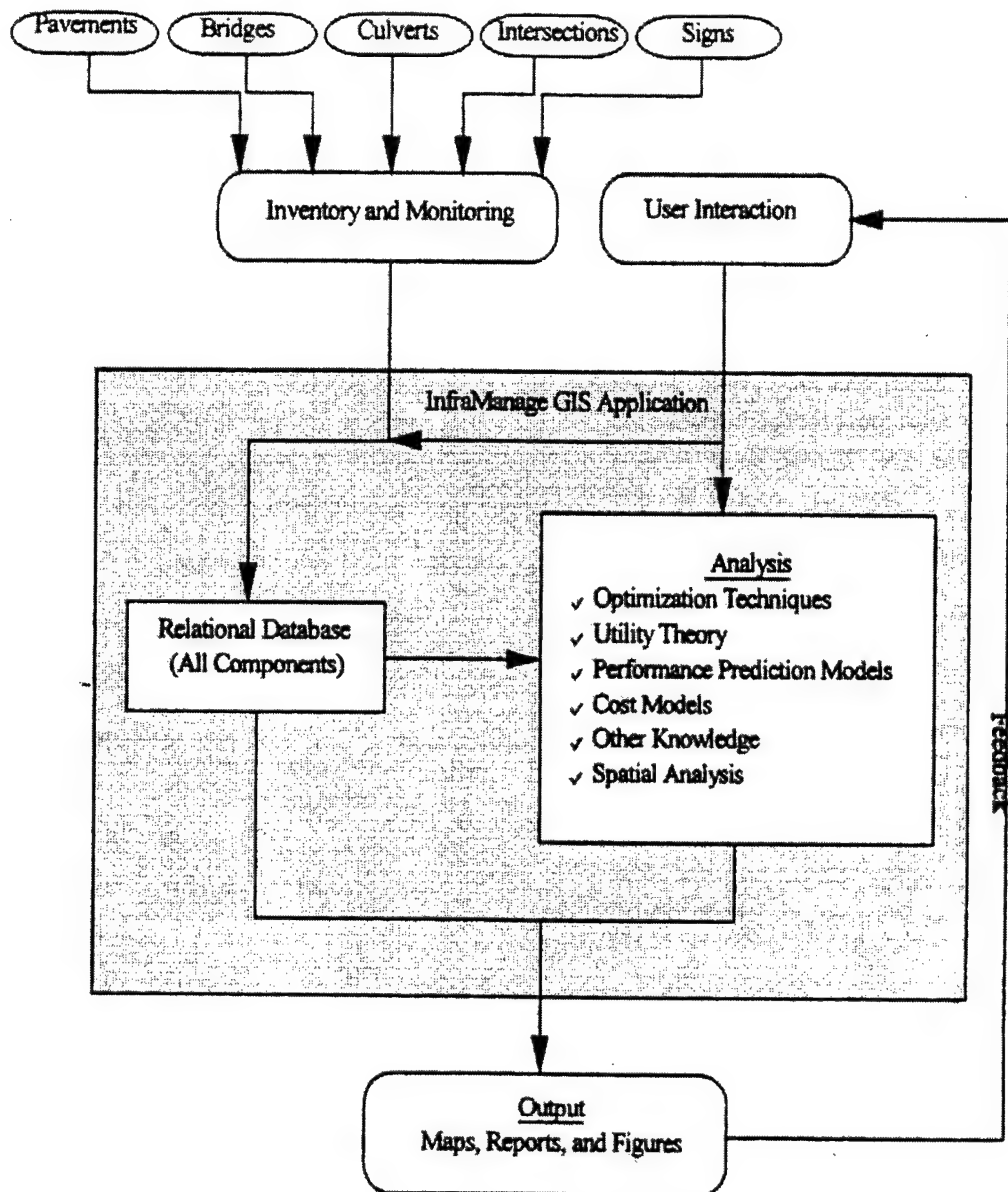 Pavements
Bridges
Culverts
Intersections
Signs
Inventory and Monitoring
User Interaction
InfraManage GIS Application
Relational Database
(All Components)
Analysis
✓ Optimization Techniques
✓ Utility Theory
✓ Performance Prediction Models
✓ Cost Models
✓ Other Knowledge
✓ Spatial Analysis
Feedback
Output
Maps, Reports, and Figures